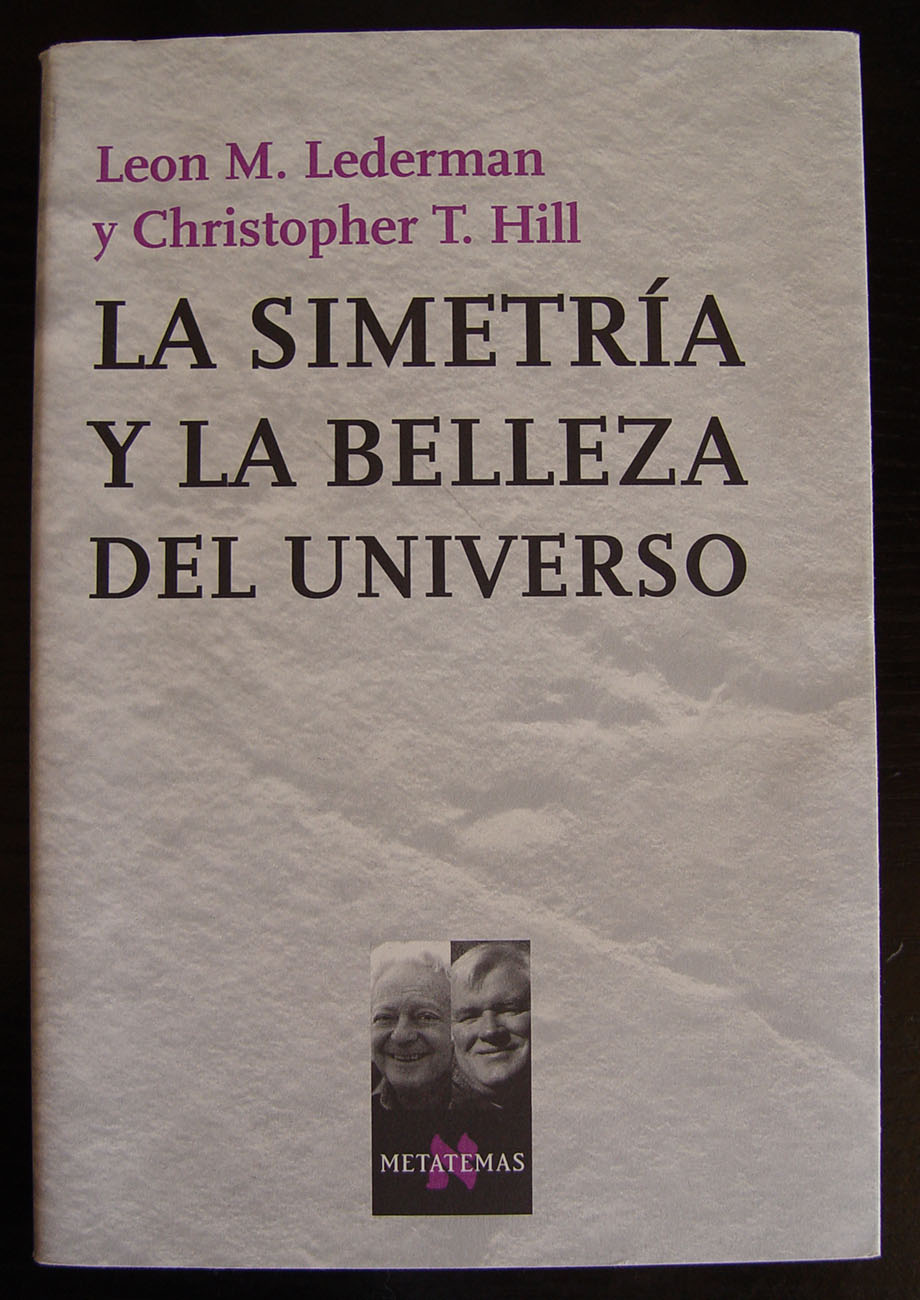 Leon M. Lederman
y Christopher T. Hill
LA SIMETRÍA
Y LA BELLEZA
DEL UNIVERSO
METATEMAS